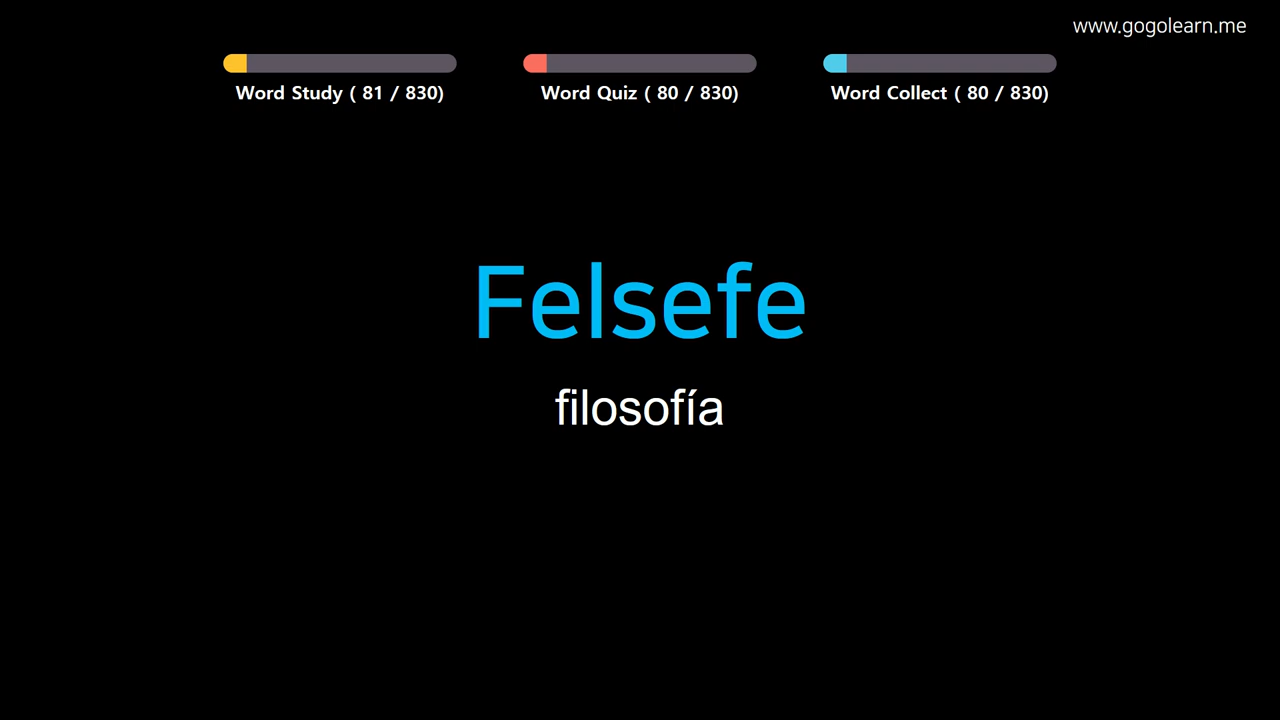 www.gogolearn.me
Word Study ( 81 / 830)
Word Quiz ( 80 / 830)
Word Collect ( 80 / 830)
Felsefe
filosofía